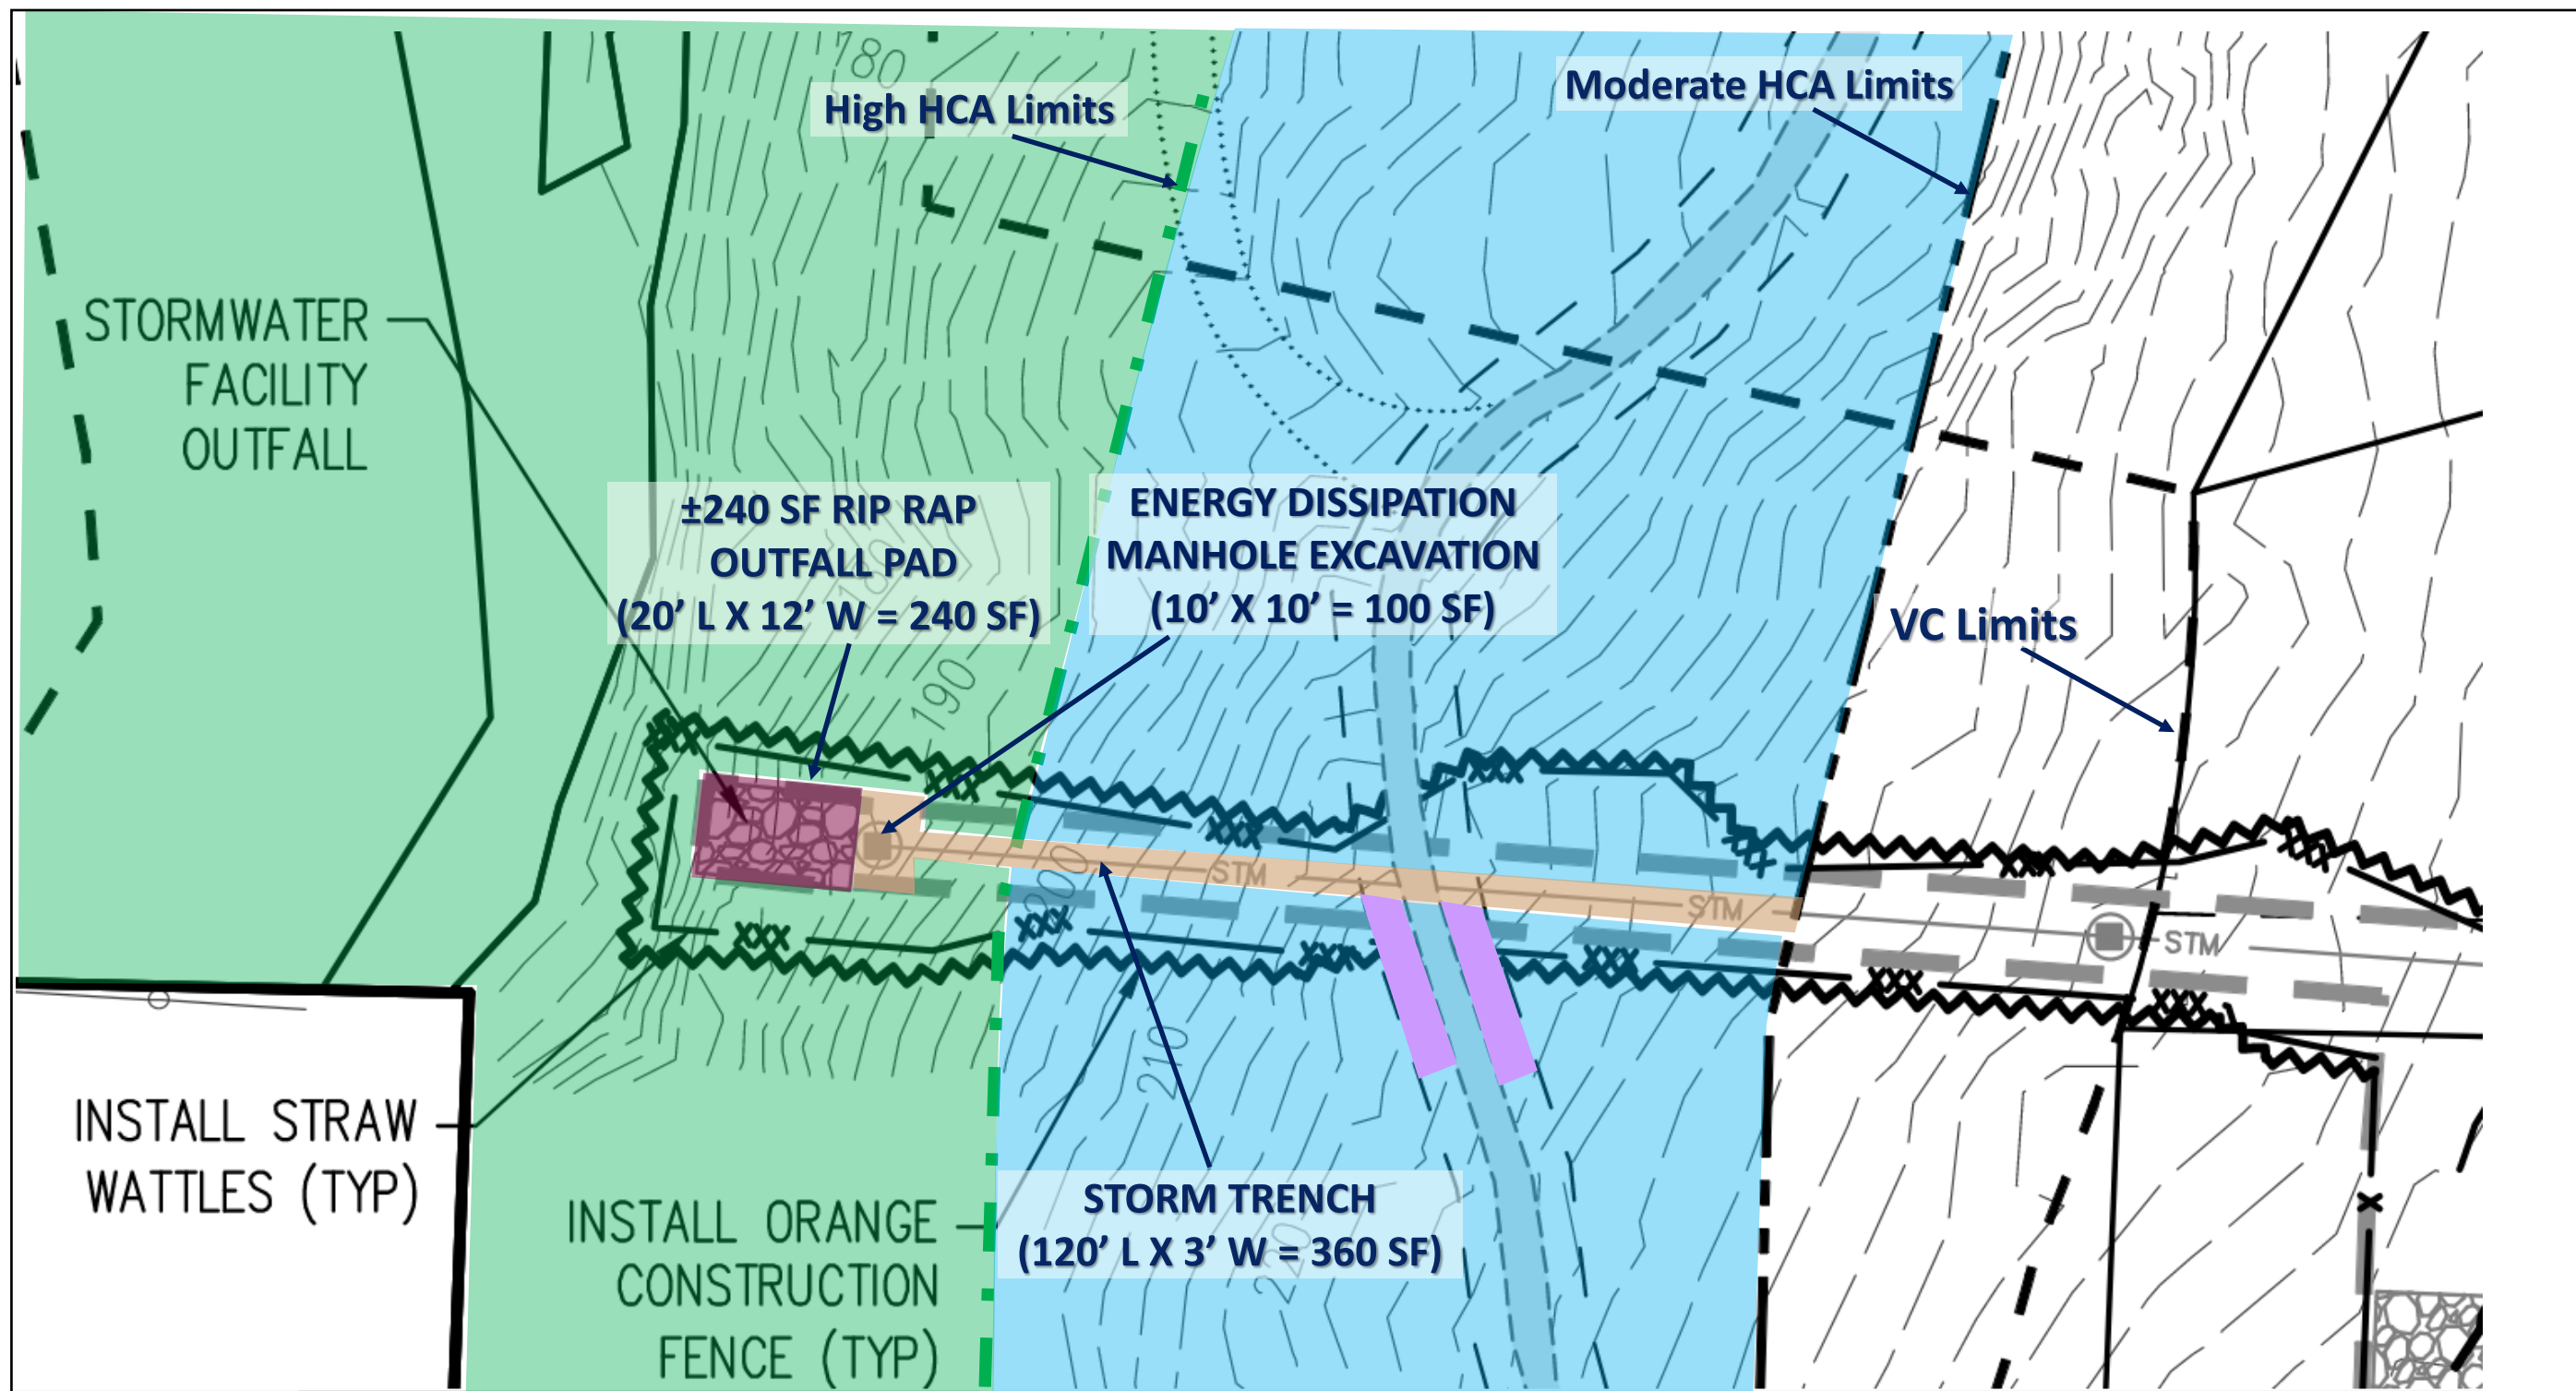 180
High HCA Limits
Moderate HCA Limits
STORMWATER
FACILITY
OUTFALL
±240 SF RIP RAP
OUTFALL PAD
(20’ L X 12’ W = 240 SF)
ENERGY DISSIPATION
MANHOLE EXCAVATION
(10’ X 10’ = 100 SF)
VC Limits
190
200
STM
STM
STM
210
INSTALL STRAW
WATTLES (TYP)
STORM TRENCH
(120’ L X 3’ W = 360 SF)
220
INSTALL ORANGE
CONSTRUCTION
FENCE (TYP)